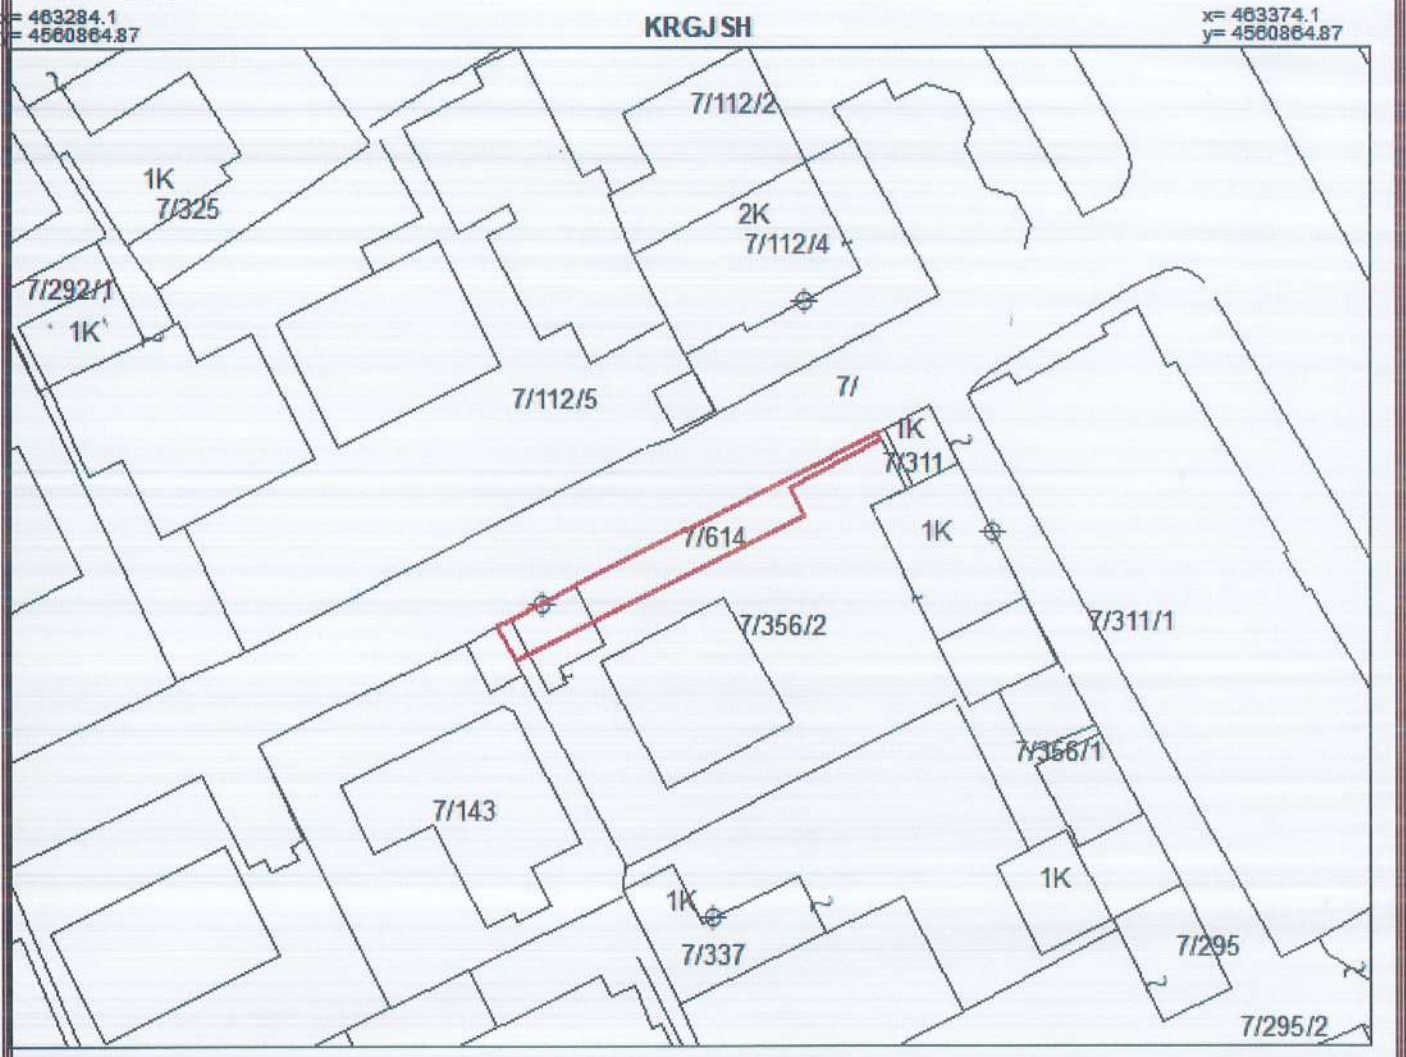 x= 463284.1
y= 4560864.87
KRGJSH
x= 463374.1
y= 4560864.87
7/112/2
1K
7/325
2K
7/112/4
7/292/1
1K
7/112/5
7/
1K
7/311
7/614
1K
7/356/2
7/311/1
7/356/1
7/143
1K
1K
7/337
7/295
7/295/2